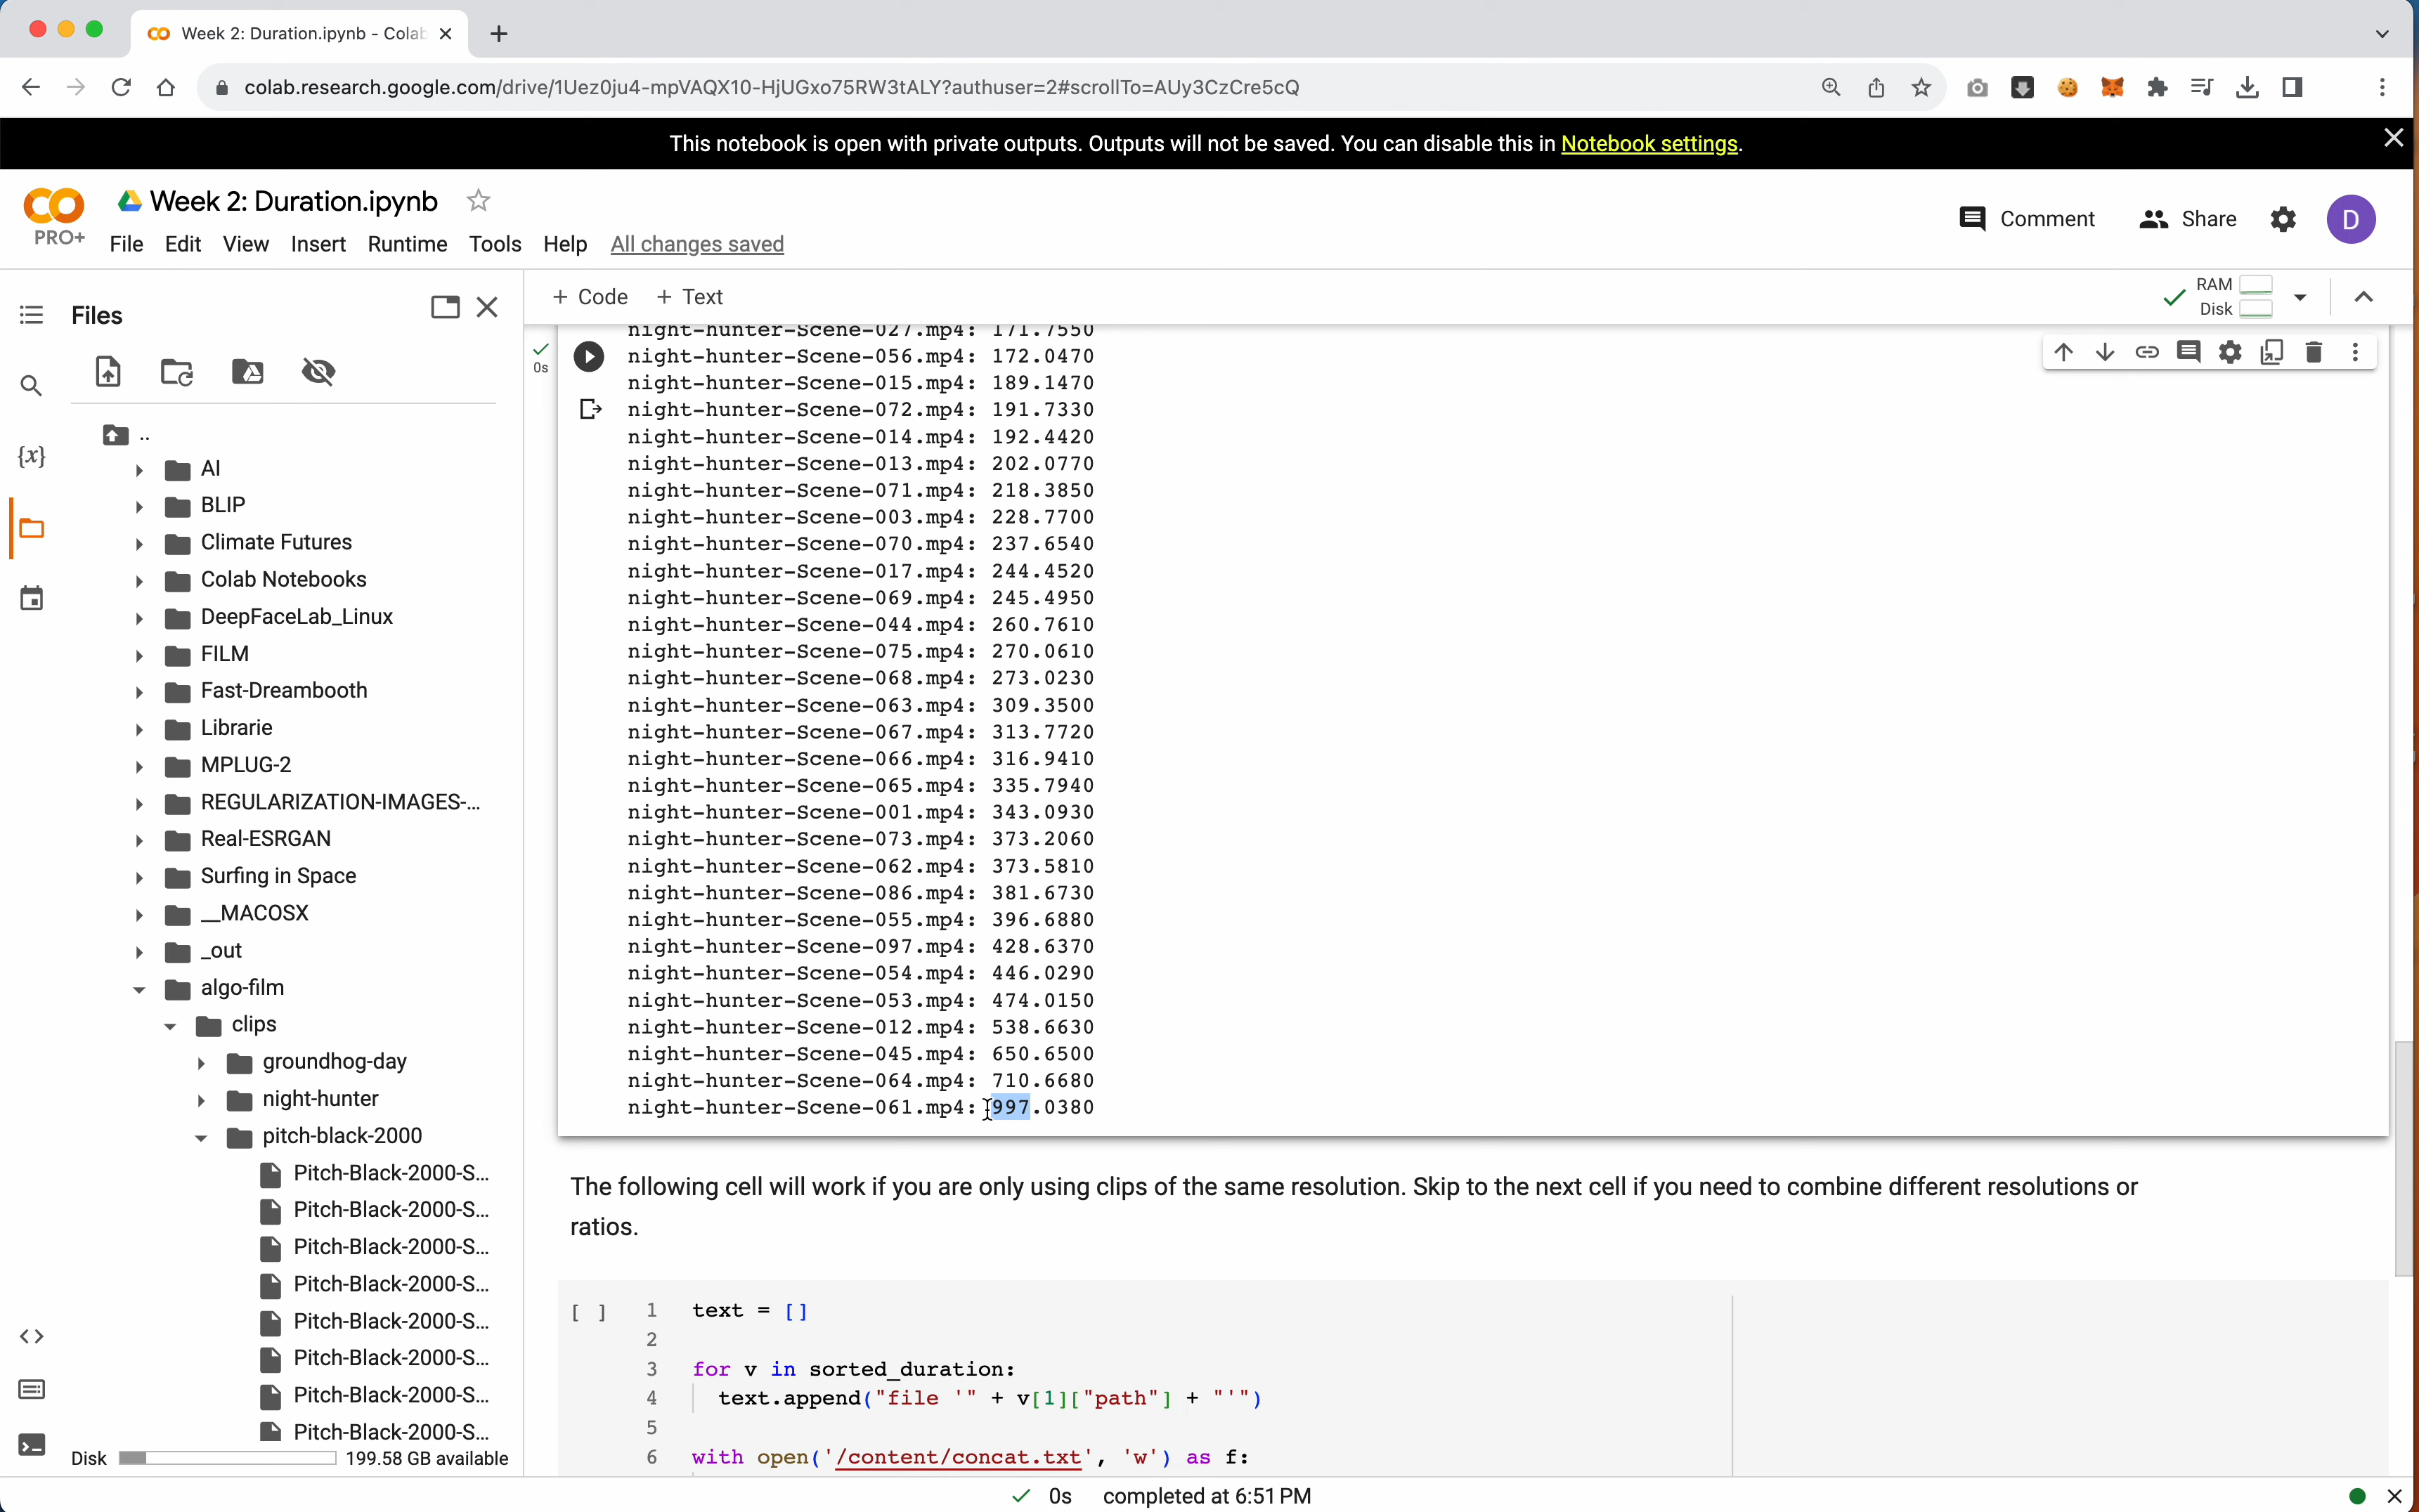 Week 2: Duration.ipynb - Colab
colab.research.google.com/drive/1Uez0ju4-mpVAQX10-HjUGxo75RW3tALY?authuser=2#scrollTo=AUy3CzCre5cQ
This notebook is open with private outputs. Outputs will not be saved. You can disable this in Notebook settings.
Week 2: Duration.ipynb
PRO+
File Edit View Insert Runtime Tools Help All changes saved
Comment
Share
D
Files
+ Code + Text
RAM
Disk
..
AI
BLIP
Climate Futures
Colab Notebooks
DeepFaceLab_Linux
FILM
Fast-Dreambooth
Librarie
MPLUG-2
REGULARIZATION-IMAGES-...
Real-ESRGAN
Surfing in Space
__MACOSX
_out
algo-film
clips
groundhog-day
night-hunter
pitch-black-2000
Pitch-Black-2000-S...
Pitch-Black-2000-S...
Pitch-Black-2000-S...
Pitch-Black-2000-S...
Pitch-Black-2000-S...
Pitch-Black-2000-S...
Pitch-Black-2000-S...
Pitch-Black-2000-S...
Disk 199.58 GB available
{x}
0s
night-hunter-Scene-027.mp4: 171.7550
night-hunter-Scene-056.mp4: 172.0470
night-hunter-Scene-015.mp4: 189.1470
night-hunter-Scene-072.mp4: 191.7330
night-hunter-Scene-014.mp4: 192.4420
night-hunter-Scene-013.mp4: 202.0770
night-hunter-Scene-071.mp4: 218.3850
night-hunter-Scene-003.mp4: 228.7700
night-hunter-Scene-070.mp4: 237.6540
night-hunter-Scene-017.mp4: 244.4520
night-hunter-Scene-069.mp4: 245.4950
night-hunter-Scene-044.mp4: 260.7610
night-hunter-Scene-075.mp4: 270.0610
night-hunter-Scene-068.mp4: 273.0230
night-hunter-Scene-063.mp4: 309.3500
night-hunter-Scene-067.mp4: 313.7720
night-hunter-Scene-066.mp4: 316.9410
night-hunter-Scene-065.mp4: 335.7940
night-hunter-Scene-001.mp4: 343.0930
night-hunter-Scene-073.mp4: 373.2060
night-hunter-Scene-062.mp4: 373.5810
night-hunter-Scene-086.mp4: 381.6730
night-hunter-Scene-055.mp4: 396.6880
night-hunter-Scene-097.mp4: 428.6370
night-hunter-Scene-054.mp4: 446.0290
night-hunter-Scene-053.mp4: 474.0150
night-hunter-Scene-012.mp4: 538.6630
night-hunter-Scene-045.mp4: 650.6500
night-hunter-Scene-064.mp4: 710.6680
night-hunter-Scene-061.mp4: 997.0380
The following cell will work if you are only using clips of the same resolution. Skip to the next cell if you need to combine different resolutions or
ratios.
[ ] 1 text = []
2
3 for v in sorted_duration:
4 text.append("file '" + v[1]["path"] + "'")
5
6 with open('/content/concat.txt', 'w') as f:
0s completed at 6:51 PM